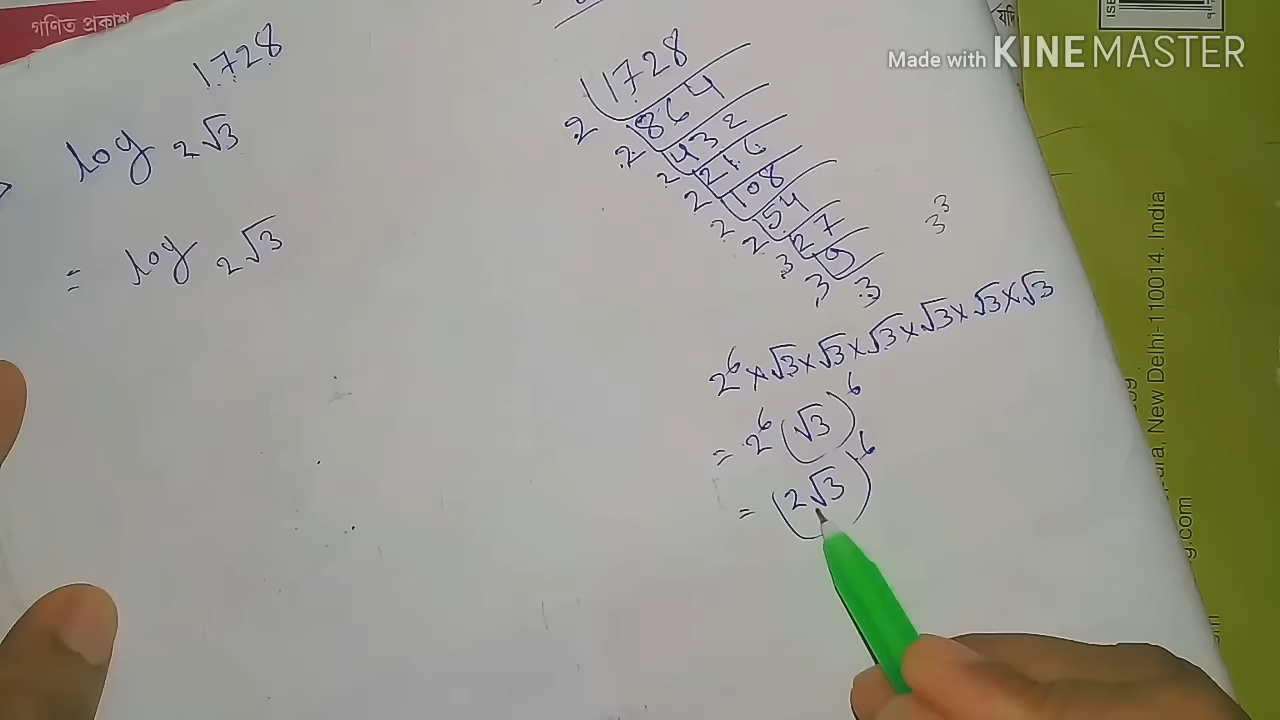 গণিত প্রকাশ
যদি
Made with KINEMASTER
log 2√3 1728
= log 2√3
2 1728
2 864
2 432
2 216
2 108
2 54
3 27
3 9
3
3³
2⁶ × √3 × √3 × √3 × √3 × √3 × √3
= 2⁶ (√3)⁶
= (2√3)⁶
New Delhi-110014. India